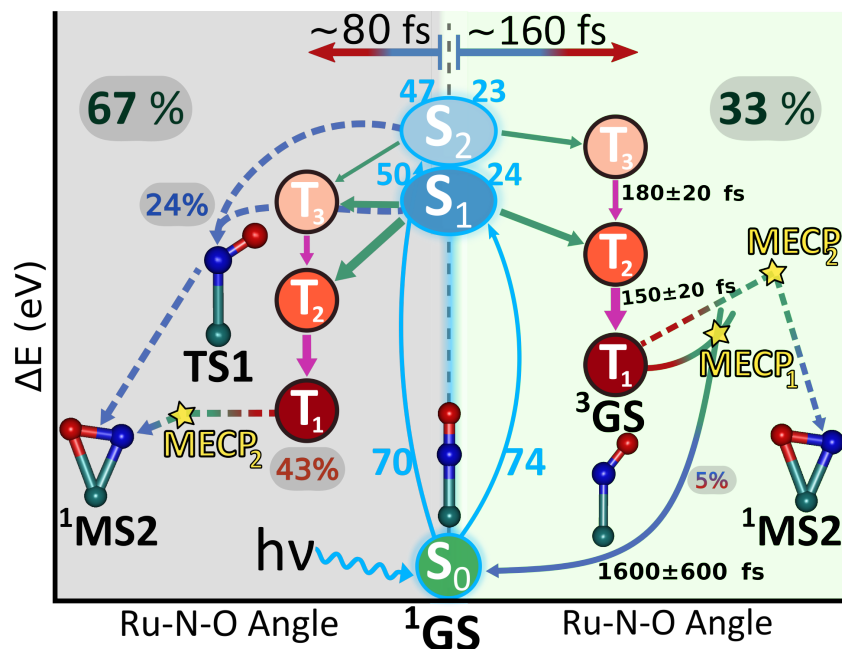 ~80 fs ~160 fs
67 % 47 23 33 %
S2
T3
50 24
24% T3 S1 180±20 fs
MECP2
T2 T2
150±20 fs
TS1 T1 MECP1
3GS
T1
MECP2
43% 70 74 5%
1MS2 1MS2
hν S0 1600±600 fs
ΔE (eV)
Ru-N-O Angle 1GS Ru-N-O Angle